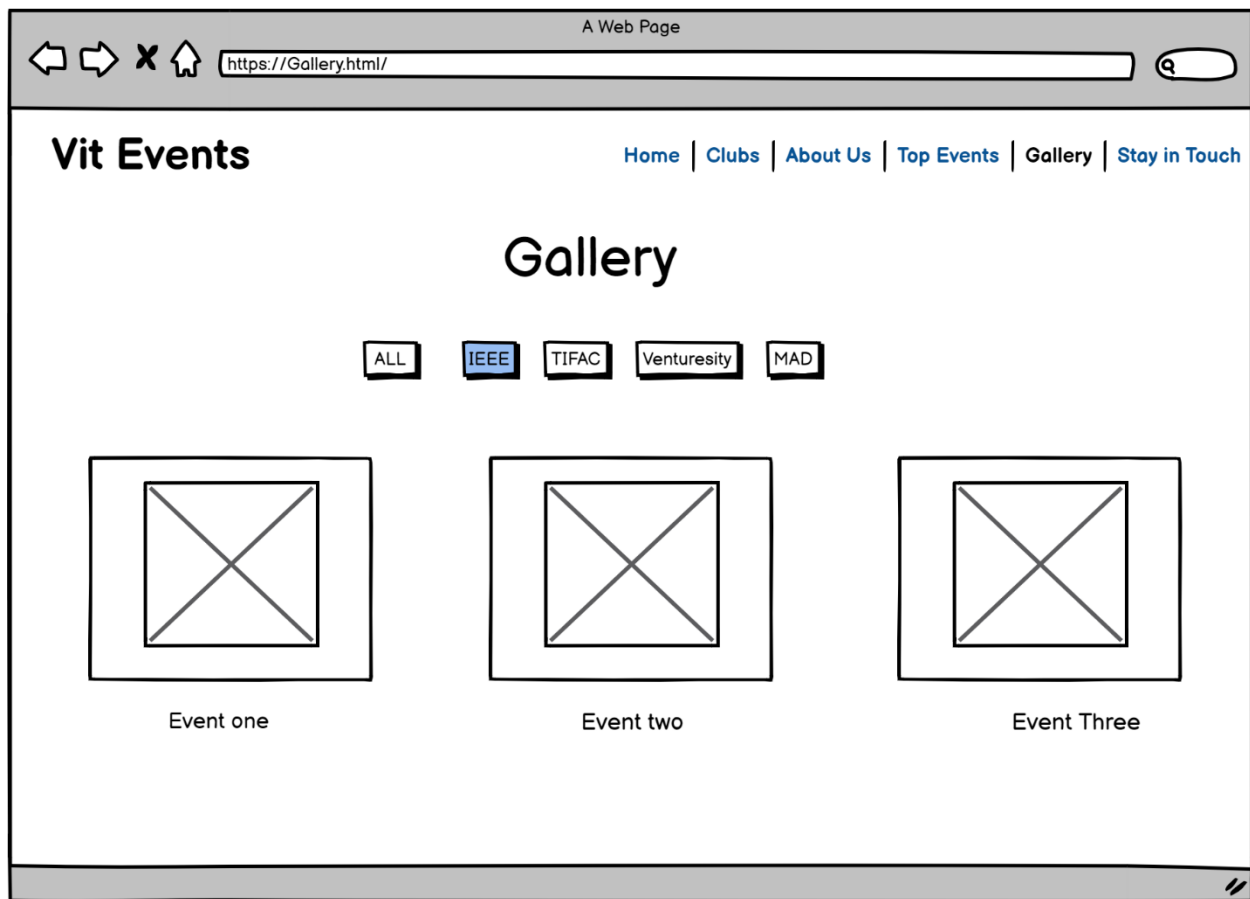 A Web Page
https://Gallery.html/
Vit Events
Home | Clubs | About Us | Top Events | Gallery | Stay in Touch
Gallery
ALL IEEE TIFAC Venturesity MAD
Event one Event two Event Three